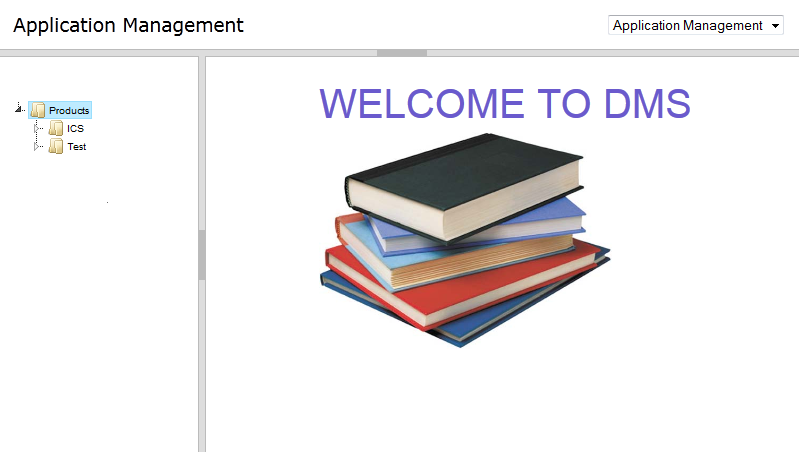 Application Management
Application Management
Products
ICS
Test
WELCOME TO DMS